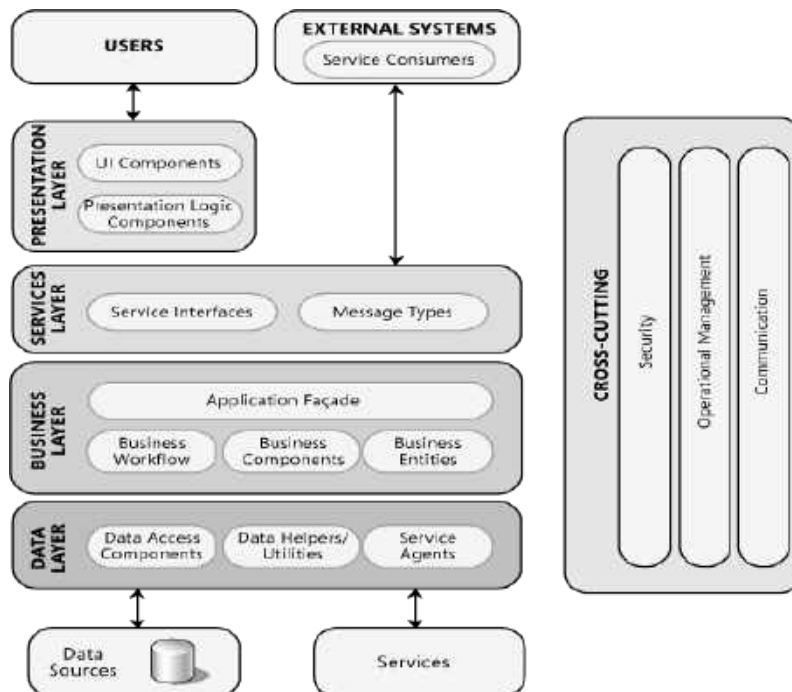 USERS
EXTERNAL SYSTEMS
Service Consumers
PRESENTATION
LAYER
UI Components
Presentation Logic
Components
SERVICES
LAYER
Service Interfaces
Message Types
BUSINESS
LAYER
Application Façade
Business
Workflow
Business
Components
Business
Entities
DATA
LAYER
Data Access
Components
Data Helpers/
Utilities
Service
Agents
Data
Sources
Services
CROSS-CUTTING
Security
Operational Management
Communication